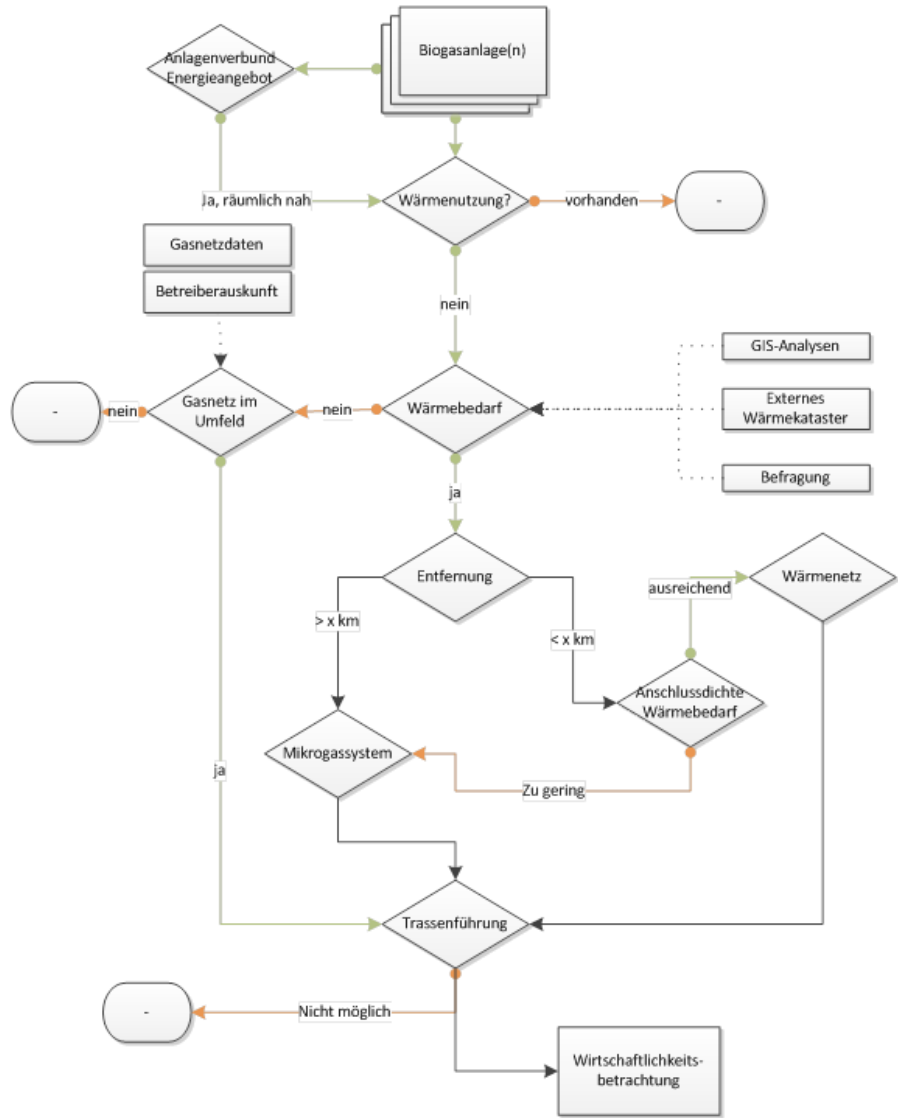 Biogasanlage(n)
Anlagenverbund
Energieangebot
Ja, räumlich nah
Wärmenutzung?
vorhanden
-
Gasnetzdaten
Betreiberauskunft
nein
GIS-Analysen
-
nein
Gasnetz im
Umfeld
nein
Wärmebedarf
Externes
Wärmekataster
Befragung
ja
Entfernung
Wärmenetz
ausreichend
> x km
< x km
Anschlussdichte
Wärmebedarf
Mikrogassystem
ja
Zu gering
Trassenführung
-
Nicht möglich
Wirtschaftlichkeits-
betrachtung